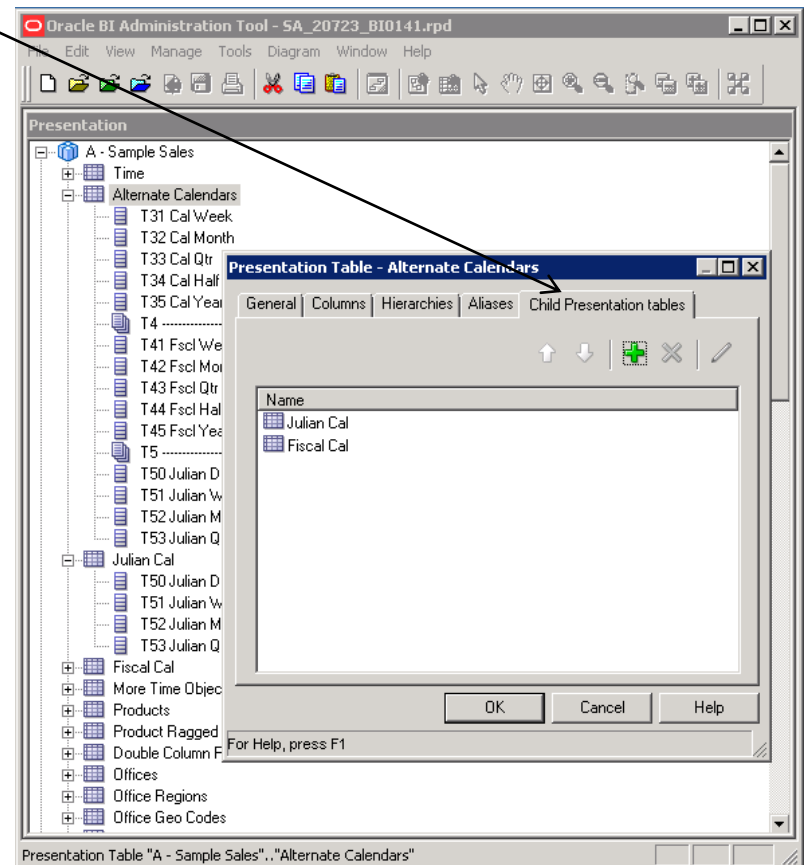 Oracle BI Administration Tool - SA_20723_BI0141.rpd
File Edit View Manage Tools Diagram Window Help
Presentation
A - Sample Sales
Time
Alternate Calendars
T31 Cal Week
T32 Cal Month
T33 Cal Qtr
T34 Cal Half
T35 Cal Year
T4 ----------------
T41 Fscl We
T42 Fscl Mo
T43 Fscl Qtr
T44 Fscl Hal
T45 Fscl Yea
T5 ----------------
T50 Julian D
T51 Julian W
T52 Julian M
T53 Julian Q
Julian Cal
T50 Julian D
T51 Julian W
T52 Julian M
T53 Julian Q
Fiscal Cal
More Time Objec
Products
Product Ragged
Double Column F
Offices
Office Regions
Office Geo Codes
Presentation Table - Alternate Calendars
General Columns Hierarchies Aliases Child Presentation tables
Name
Julian Cal
Fiscal Cal
OK Cancel Help
For Help, press F1
Presentation Table "A - Sample Sales".."Alternate Calendars"